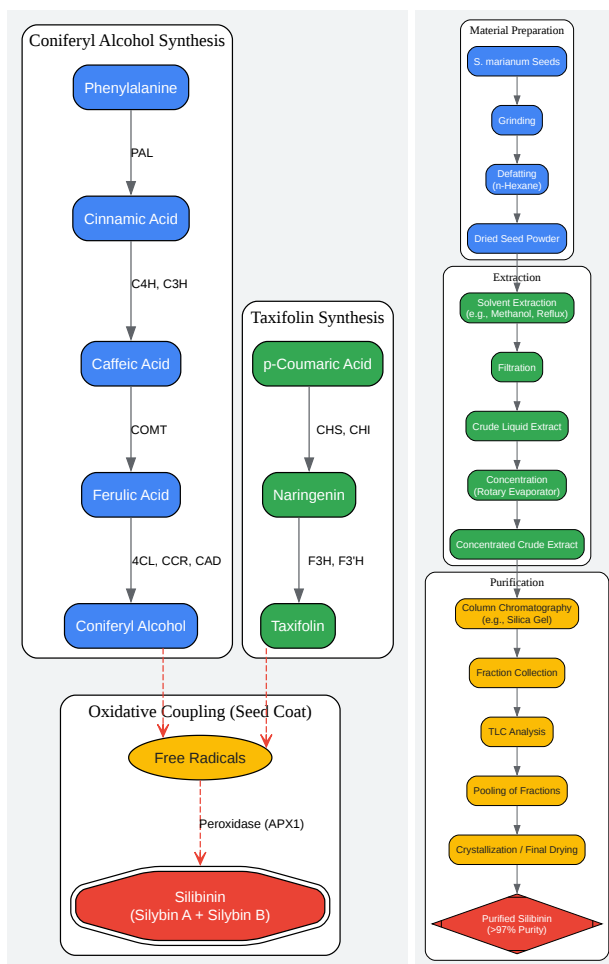 Coniferyl Alcohol Synthesis
Phenylalanine
PAL
Cinnamic Acid
C4H, C3H
Caffeic Acid
COMT
Ferulic Acid
4CL, CCR, CAD
Coniferyl Alcohol
Taxifolin Synthesis
p-Coumaric Acid
CHS, CHI
Naringenin
F3H, F3'H
Taxifolin
Oxidative Coupling (Seed Coat)
Free Radicals
Peroxidase (APX1)
Silibinin
(Silybin A + Silybin B)
Material Preparation
S. marianum Seeds
Grinding
Defatting
(n-Hexane)
Dried Seed Powder
Extraction
Solvent Extraction
(e.g., Methanol, Reflux)
Filtration
Crude Liquid Extract
Concentration
(Rotary Evaporator)
Concentrated Crude Extract
Purification
Column Chromatography
(e.g., Silica Gel)
Fraction Collection
TLC Analysis
Pooling of Fractions
Crystallization / Final Drying
Purified Silibinin
(>97% Purity)